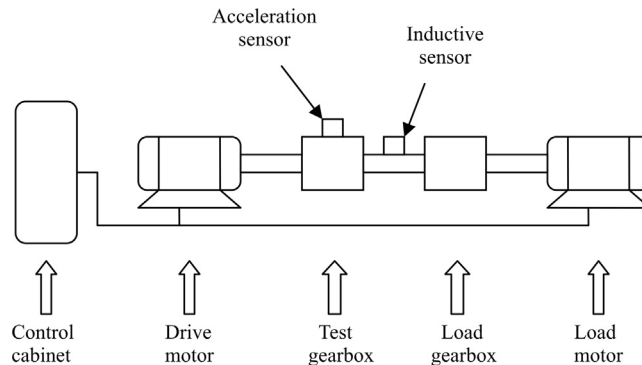 Acceleration
sensor
Inductive
sensor
Control
cabinet
Drive
motor
Test
gearbox
Load
gearbox
Load
motor